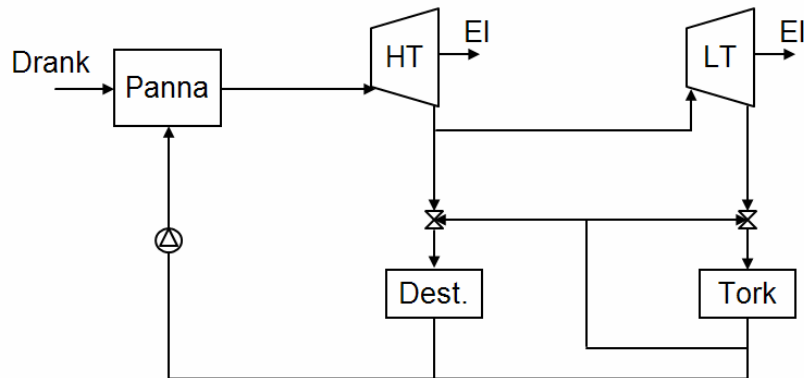 El
El
HT
LT
Drank
Panna
Dest.
Tork